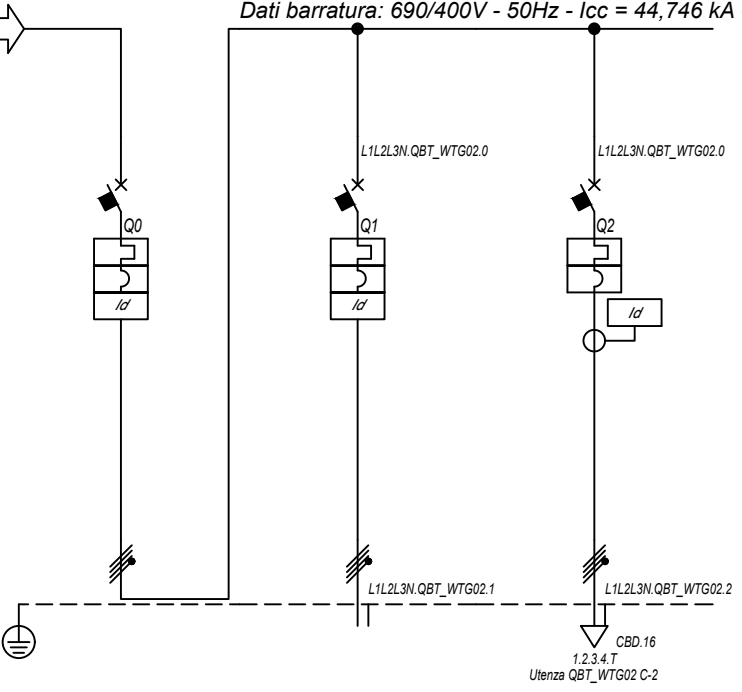 Dati barratura: 690/400V - 50Hz - Icc = 44,746 kA
L1L2L3N.QBT_WTG02.0
L1L2L3N.QBT_WTG02.0
Q0
Q1
Q2
Id
Id
Id
L1L2L3N.QBT_WTG02.1
L1L2L3N.QBT_WTG02.2
CBD.16
1.2.3.4.T
Utenza QBT_WTG02 C-2